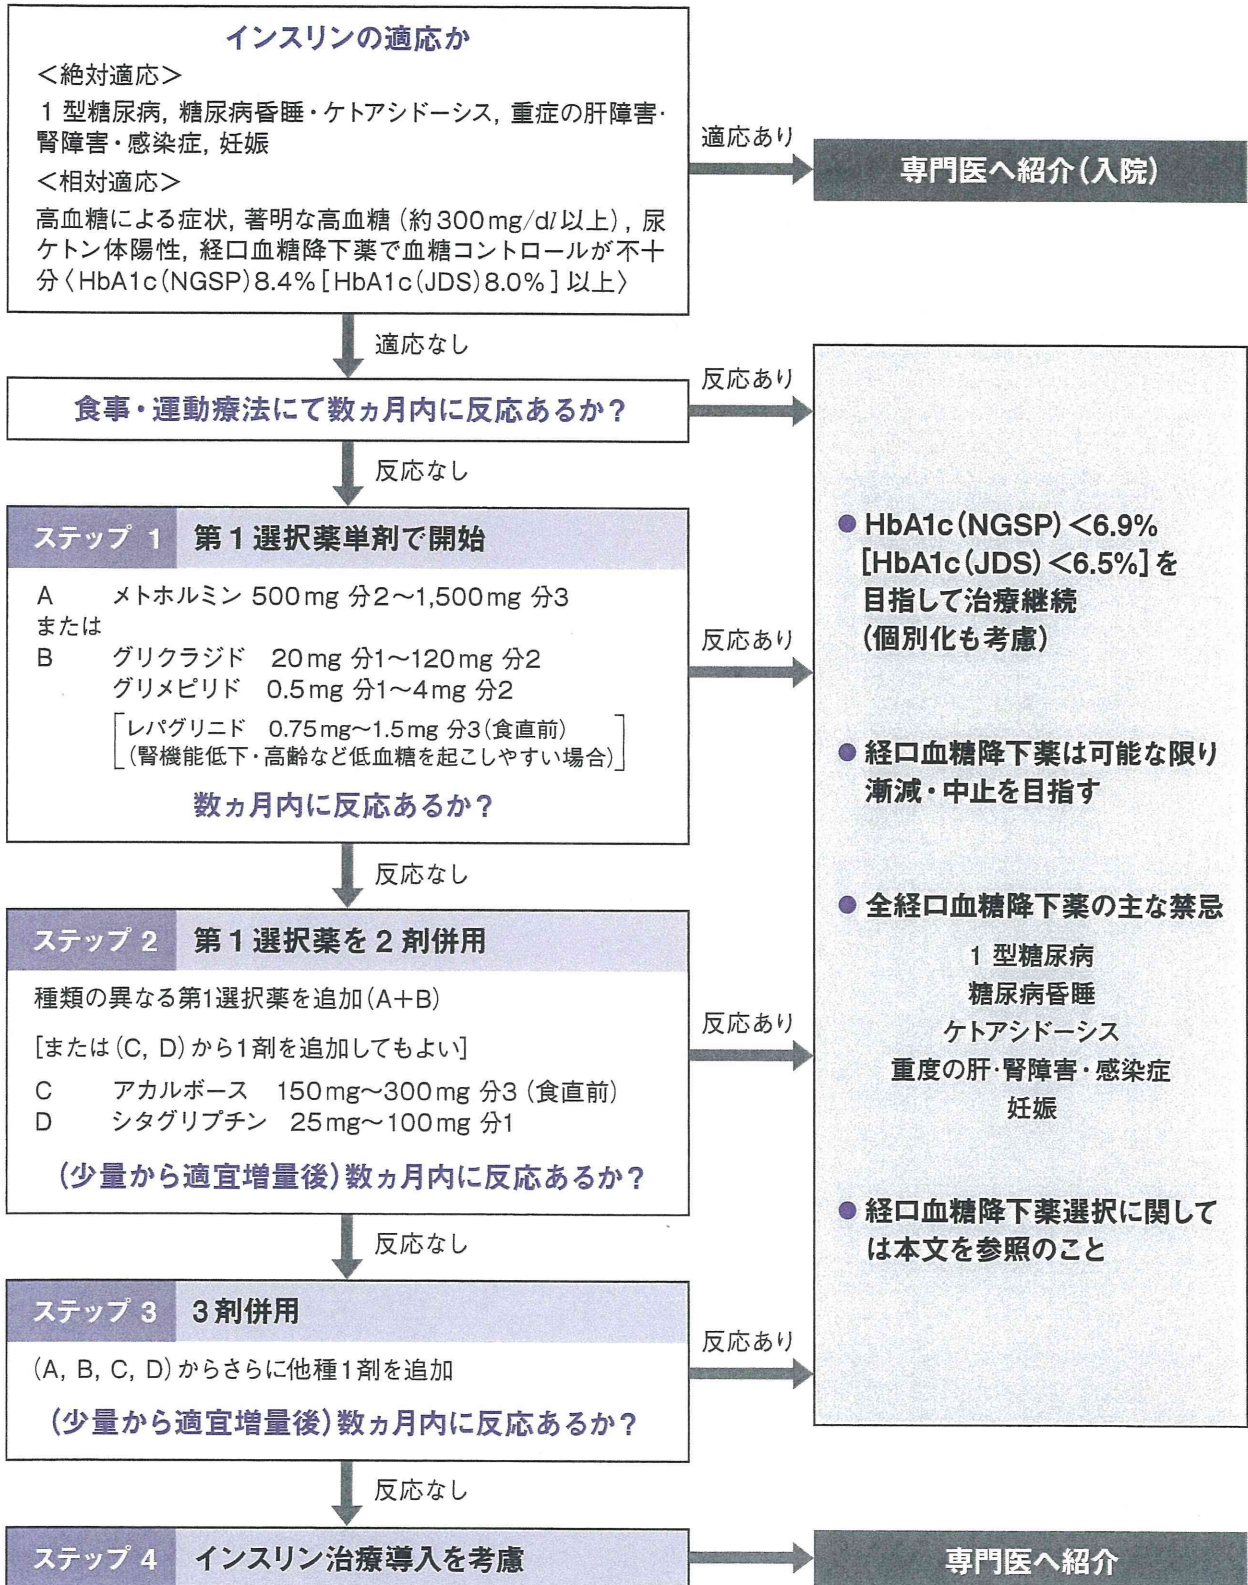 インスリンの適応か
＜絶対適応＞
1 型糖尿病, 糖尿病昏睡・ケトアシドーシス, 重症の肝障害・
腎障害・感染症, 妊娠
＜相対適応＞
高血糖による症状, 著明な高血糖（約300mg/dl以上）, 尿
ケトン体陽性, 経口血糖降下薬で血糖コントロールが不十
分〈HbA1c(NGSP)8.4%[HbA1c(JDS)8.0%]以上〉
適応あり
専門医へ紹介（入院）
適応なし
食事・運動療法にて数ヵ月内に反応あるか？
反応あり
反応なし
ステップ 1 第1選択薬単剤で開始
A メトホルミン 500mg 分2～1,500mg 分3
または
B グリクラジド 20mg 分1～120mg 分2
グリメピリド 0.5mg 分1～4mg 分2
[レパグリニド 0.75mg～1.5mg 分3(食直前)
(腎機能低下・高齢など低血糖を起こしやすい場合)]
数ヵ月内に反応あるか？
反応あり
反応なし
ステップ 2 第1選択薬を2剤併用
種類の異なる第1選択薬を追加(A＋B)
[または(C, D)から1剤を追加してもよい]
C アカルボース 150mg～300mg 分3 (食直前)
D シタグリプチン 25mg～100mg 分1
(少量から適宜増量後)数ヵ月内に反応あるか？
反応あり
反応なし
ステップ 3 3剤併用
(A, B, C, D)からさらに他種1剤を追加
(少量から適宜増量後)数ヵ月内に反応あるか？
反応あり
反応なし
ステップ 4 インスリン治療導入を考慮
専門医へ紹介
● HbA1c(NGSP)＜6.9%
[HbA1c(JDS)＜6.5%]を
目指して治療継続
(個別化も考慮)
● 経口血糖降下薬は可能な限り
漸減・中止を目指す
● 全経口血糖降下薬の主な禁忌
1 型糖尿病
糖尿病昏睡
ケトアシドーシス
重度の肝・腎障害・感染症
妊娠
● 経口血糖降下薬選択に関して
は本文を参照のこと